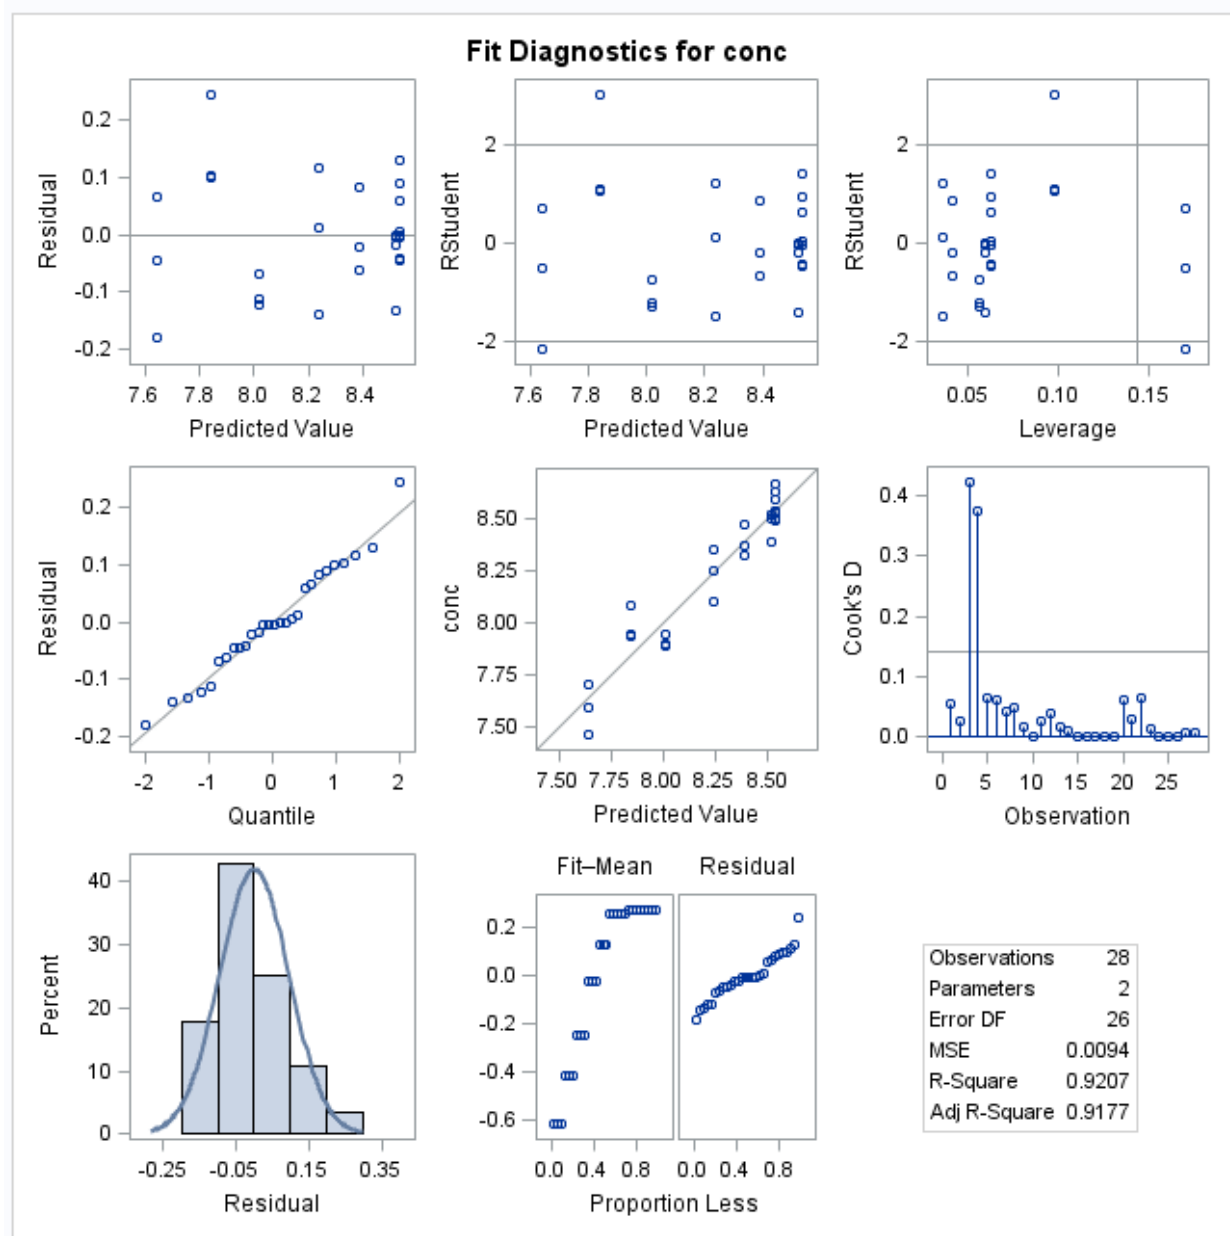 Fit Diagnostics for conc
Residual
0.2
0.1
0.0
-0.1
-0.2
7.6 7.8 8.0 8.2 8.4
Predicted Value
RStudent
2
0
-2
7.6 7.8 8.0 8.2 8.4
Predicted Value
RStudent
2
0
-2
0.05 0.10 0.15
Leverage
Residual
0.2
0.1
0.0
-0.1
-0.2
-2 -1 0 1 2
Quantile
conc
8.50
8.25
8.00
7.75
7.50
7.50 7.75 8.00 8.25 8.50
Predicted Value
Cook's D
0.4
0.3
0.2
0.1
0.0
0 5 10 15 20 25
Observation
Percent
40
30
20
10
0
-0.25 -0.05 0.15 0.35
Residual
Fit–Mean Residual
0.2
0.0
-0.2
-0.4
-0.6
0.0 0.4 0.8 0.0 0.4 0.8
Proportion Less
Observations 28
Parameters 2
Error DF 26
MSE 0.0094
R-Square 0.9207
Adj R-Square 0.9177